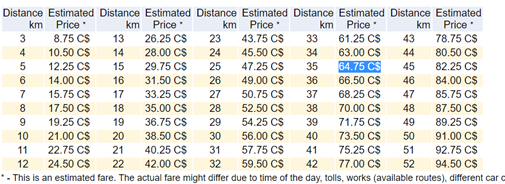 Distance Estimated Distance Estimated Distance Estimated Distance Estimated Distance Estimated
km Price * km Price * km Price * km Price * km Price *
3 8.75 C$ 13 26.25 C$ 23 43.75 C$ 33 61.25 C$ 43 78.75 C$
4 10.50 C$ 14 28.00 C$ 24 45.50 C$ 34 63.00 C$ 44 80.50 C$
5 12.25 C$ 15 29.75 C$ 25 47.25 C$ 35 64.75 C$ 45 82.25 C$
6 14.00 C$ 16 31.50 C$ 26 49.00 C$ 36 66.50 C$ 46 84.00 C$
7 15.75 C$ 17 33.25 C$ 27 50.75 C$ 37 68.25 C$ 47 85.75 C$
8 17.50 C$ 18 35.00 C$ 28 52.50 C$ 38 70.00 C$ 48 87.50 C$
9 19.25 C$ 19 36.75 C$ 29 54.25 C$ 39 71.75 C$ 49 89.25 C$
10 21.00 C$ 20 38.50 C$ 30 56.00 C$ 40 73.50 C$ 50 91.00 C$
11 22.75 C$ 21 40.25 C$ 31 57.75 C$ 41 75.25 C$ 51 92.75 C$
12 24.50 C$ 22 42.00 C$ 32 59.50 C$ 42 77.00 C$ 52 94.50 C$
* - This is an estimated fare. The actual fare might differ due to time of the day, tolls, works (available routes), different car